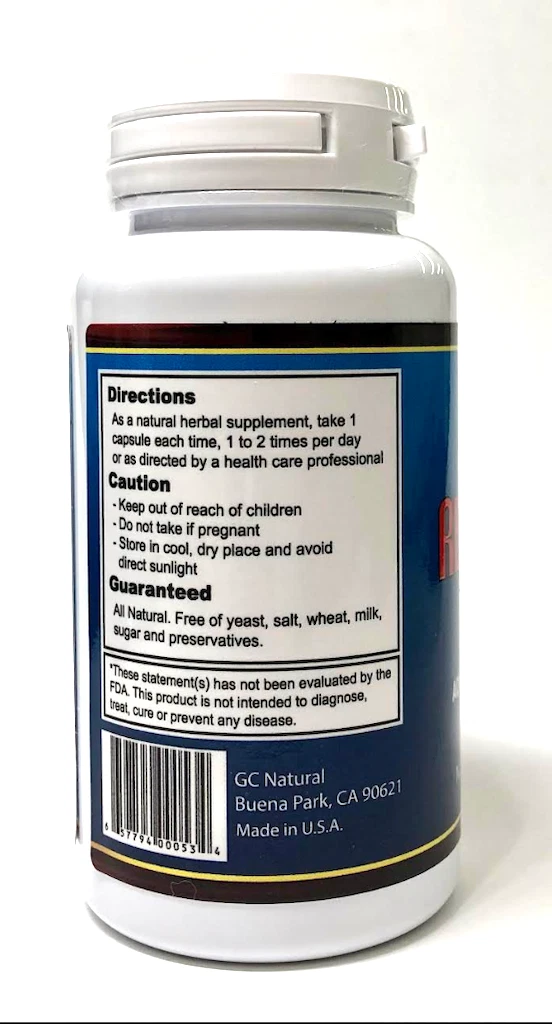 Directions
As a natural herbal supplement, take 1
capsule each time, 1 to 2 times per day
or as directed by a health care professional
Caution
- Keep out of reach of children
- Do not take if pregnant
- Store in cool, dry place and avoid
direct sunlight
Guaranteed
All Natural. Free of yeast, salt, wheat, milk,
sugar and preservatives.
*These statement(s) has not been evaluated by the
FDA. This product is not intended to diagnose,
treat, cure or prevent any disease.
GC Natural
Buena Park, CA 90621
Made in U.S.A.
6 57794 00053 4